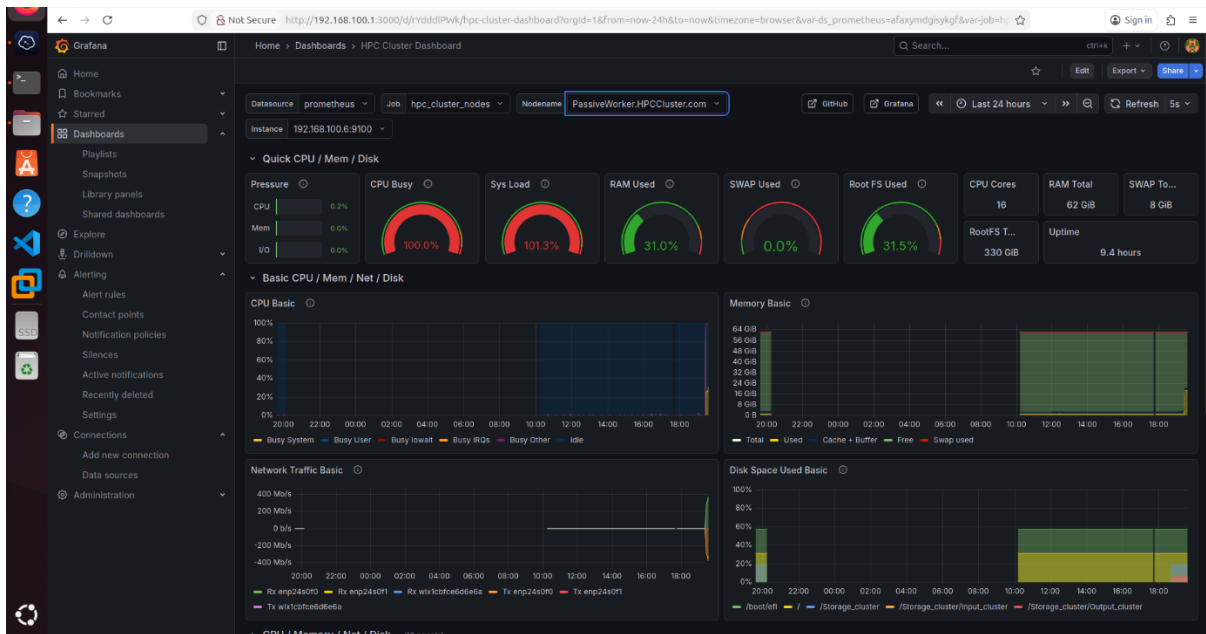 Not Secure http://192.168.100.1:3000/d/rYdddlPWk/hpc-cluster-dashboard?orgId=1&from=now-24h&to=now&timezone=browser&var-ds_prometheus=afaxymdgisykgf&var-job=h
Sign in
Grafana
Home › Dashboards › HPC Cluster Dashboard
Search...
ctrl+k
Home
Bookmarks
Starred
Dashboards
Playlists
Snapshots
Library panels
Shared dashboards
Explore
Drilldown
Alerting
Alert rules
Contact points
Notification policies
Silences
Active notifications
Recently deleted
Settings
Connections
Add new connection
Data sources
Administration
Edit Export Share
Datasource prometheus Job hpc_cluster_nodes Nodename PassiveWorker.HPCCluster.com
GitHub Grafana Last 24 hours Refresh 5s
Instance 192.168.100.6:9100
Quick CPU / Mem / Disk
Pressure
CPU 0.2%
Mem 0.0%
I/O 0.0%
CPU Busy
100.0%
Sys Load
101.3%
RAM Used
31.0%
SWAP Used
0.0%
Root FS Used
31.5%
CPU Cores
16
RAM Total
62 GiB
SWAP To...
8 GiB
RootFS T...
330 GiB
Uptime
9.4 hours
Basic CPU / Mem / Net / Disk
CPU Basic
100%
80%
60%
40%
20%
0%
20:00 22:00 00:00 02:00 04:00 06:00 08:00 10:00 12:00 14:00 16:00 18:00
Busy System Busy User Busy Iowait Busy IRQs Busy Other Idle
Memory Basic
64 GiB
56 GiB
48 GiB
40 GiB
32 GiB
24 GiB
16 GiB
8 GiB
0 B
20:00 22:00 00:00 02:00 04:00 06:00 08:00 10:00 12:00 14:00 16:00 18:00
Total Used Cache + Buffer Free Swap used
Network Traffic Basic
400 Mb/s
200 Mb/s
0 b/s
-200 Mb/s
-400 Mb/s
20:00 22:00 00:00 02:00 04:00 06:00 08:00 10:00 12:00 14:00 16:00 18:00
Rx enp24s0f0 Rx enp24s0f1 Rx wlx1cbfce6d6e6a Tx enp24s0f0 Tx enp24s0f1
Tx wlx1cbfce6d6e6a
Disk Space Used Basic
100%
80%
60%
40%
20%
0%
20:00 22:00 00:00 02:00 04:00 06:00 08:00 10:00 12:00 14:00 16:00 18:00
/boot/efi / /Storage_cluster /Storage_cluster/Input_cluster /Storage_cluster/Output_cluster
CPU / Memory / Net / Disk
SSD